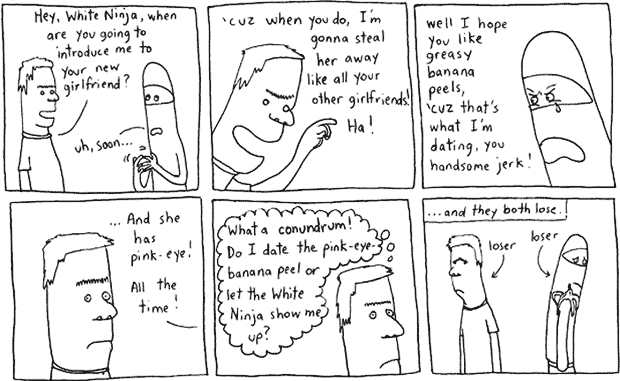 Hey, White Ninja, when
are you going to
introduce me to
your new
girlfriend?
uh, soon...
'cuz when you do, I'm
gonna steal
her away
like all your
other girlfriends!
Ha!
well I hope
you like
greasy
banana
peels,
'cuz that's
what I'm
dating, you
handsome jerk!
... And she
has
pink-eye!
All the
time!
What a conundrum!
Do I date the pink-eye-
banana peel or
let the White
Ninja show me
up?
...and they both lose.
loser
loser